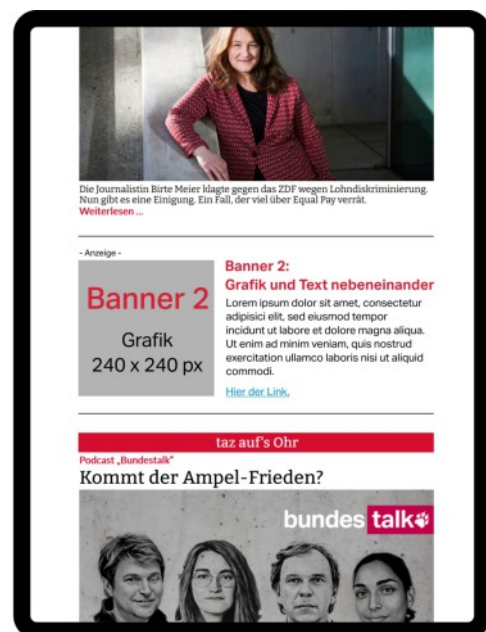 Die Journalistin Birte Meier klagte gegen das ZDF wegen Lohndiskriminierung.
Nun gibt es eine Einigung. Ein Fall, der viel über Equal Pay verrät.
Weiterlesen ...
- Anzeige -
Banner 2
Grafik
240 x 240 px
Banner 2:
Grafik und Text nebeneinander
Lorem ipsum dolor sit amet, consectetur
adipisici elit, sed eiusmod tempor
incidunt ut labore et dolore magna aliqua.
Ut enim ad minim veniam, quis nostrud
exercitation ullamco laboris nisi ut aliquid
commodi.
Hier der Link.
taz auf's Ohr
Podcast „Bundestalk“
Kommt der Ampel-Frieden?
bundes talk